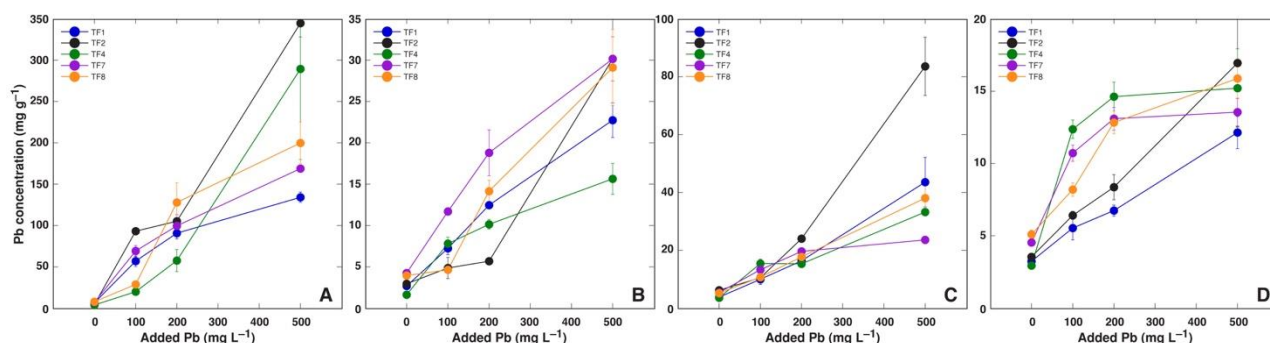 Pb concentration (mg g⁻¹)
350
300
250
200
150
100
50
0
TF1
TF2
TF4
TF7
TF8
A
0 100 200 300 400 500
Added Pb (mg L⁻¹)
35
30
25
20
15
10
5
0
TF1
TF2
TF4
TF7
TF8
B
0 100 200 300 400 500
Added Pb (mg L⁻¹)
100
80
60
40
20
0
TF1
TF2
TF4
TF7
TF8
C
0 100 200 300 400 500
Added Pb (mg L⁻¹)
20
15
10
5
0
TF1
TF2
TF4
TF7
TF8
D
0 100 200 300 400 500
Added Pb (mg L⁻¹)